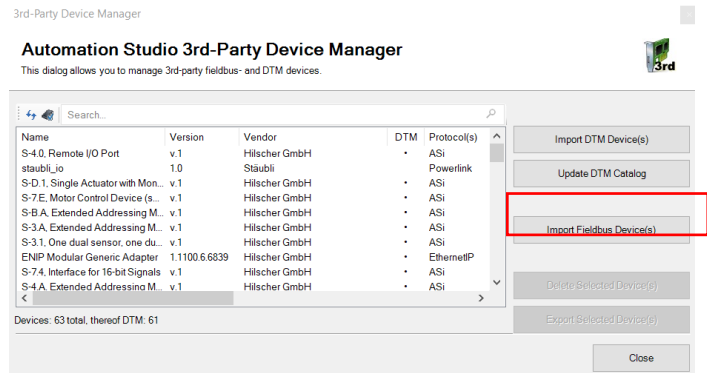 3rd-Party Device Manager
Automation Studio 3rd-Party Device Manager
This dialog allows you to manage 3rd-party fieldbus- and DTM devices.
3rd
Search...
Name Version Vendor DTM Protocol(s)
S-4.0, Remote I/O Port v.1 Hilscher GmbH • ASi
staubli_io 1.0 Stäubli Powerlink
S-D.1, Single Actuator with Mon... v.1 Hilscher GmbH • ASi
S-7.E, Motor Control Device (s... v.1 Hilscher GmbH • ASi
S-B.A, Extended Addressing M... v.1 Hilscher GmbH • ASi
S-3.A, Extended Addressing M... v.1 Hilscher GmbH • ASi
S-3.1, One dual sensor, one du... v.1 Hilscher GmbH • ASi
ENIP Modular Generic Adapter 1.1100.6.6839 Hilscher GmbH • EthernetIP
S-7.4, Interface for 16-bit Signals v.1 Hilscher GmbH • ASi
S-4.A, Extended Addressing M... v.1 Hilscher GmbH • ASi
Devices: 63 total, thereof DTM: 61
Import DTM Device(s)
Update DTM Catalog
Import Fieldbus Device(s)
Delete Selected Device(s)
Export Selected Device(s)
Close